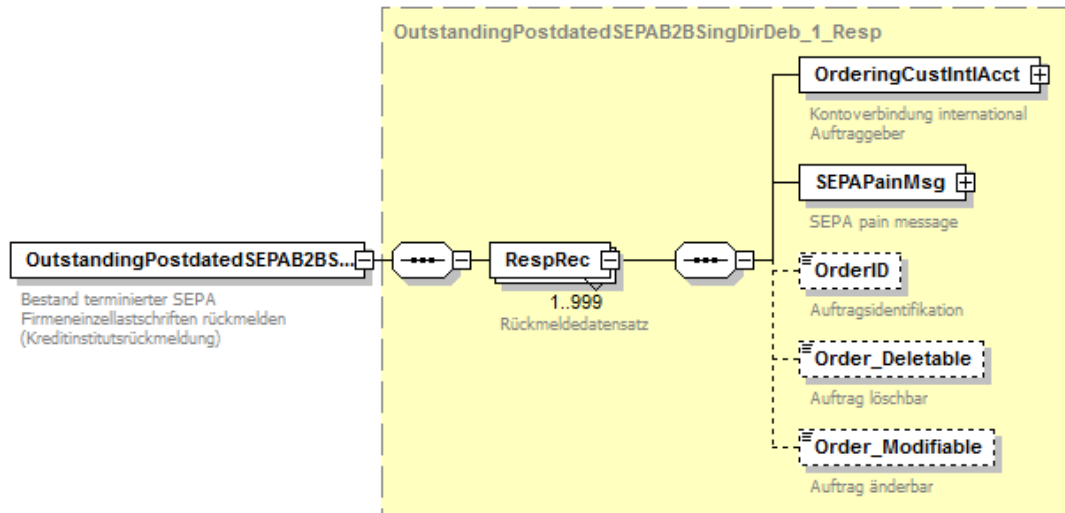 OutstandingPostdatedSEPAB2BSingDirDeb_1_Resp
OrderingCustIntlAcct
Kontoverbindung international
Auftraggeber
SEPAPainMsg
SEPA pain message
OutstandingPostdatedSEPAB2BS...
Bestand terminierter SEPA
Firmeneinzellastschriften rückmelden
(Kreditinstitutsrückmeldung)
RespRec
1..999
Rückmeldedatensatz
OrderID
Auftragsidentifikation
Order_Deletable
Auftrag löschbar
Order_Modifiable
Auftrag änderbar